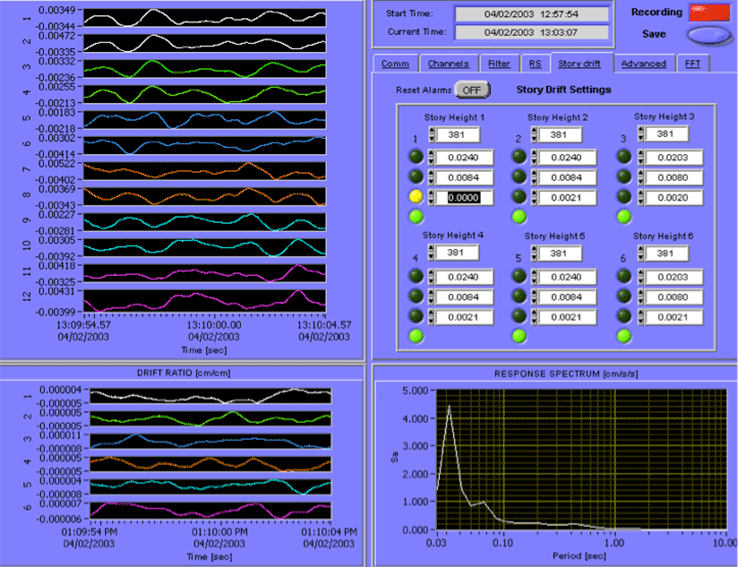 0.00349
1
-0.00344
0.00472
2
-0.00335
0.00332
3
-0.00236
0.00255
4
-0.00213
0.00183
5
-0.00218
0.00302
6
-0.00414
0.00522
7
-0.00402
0.00369
8
-0.00343
0.00227
9
-0.00281
0.00305
10
-0.00392
0.00418
11
-0.00325
0.00431
12
-0.00399
13:09:54.57 13:10:00.00 13:10:04.57
04/02/2003 04/02/2003 04/02/2003
Time [sec]
Start Time: 04/02/2003 12:57:54
Current Time: 04/02/2003 13:03:07
Recording
Save
Comm Channels Filter RS Story drift Advanced FFT
Reset Alarms OFF Story Drift Settings
Story Height 1 Story Height 2 Story Height 3
1 381 2 381 3 381
0.0240 0.0240 0.0203
0.0084 0.0084 0.0080
0.0000 0.0021 0.0020
Story Height 4 Story Height 5 Story Height 6
4 381 5 381 6 381
0.0240 0.0240 0.0203
0.0084 0.0084 0.0080
0.0021 0.0021 0.0021
DRIFT RATIO [cm/cm]
0.000004
1
-0.000005
0.000005
2
-0.000005
0.000011
3
-0.000008
0.000005
4
-0.000005
0.000004
5
-0.000008
0.000007
6
-0.000006
01:09:54 PM 01:10:00 PM 01:10:04 PM
04/02/2003 04/02/2003 04/02/2003
Time [sec]
RESPONSE SPECTRUM [cm/s/s]
5.000
4.000
3.000
Sa
2.000
1.000
0.000
0.03 0.10 1.00 10.00
Period [sec]